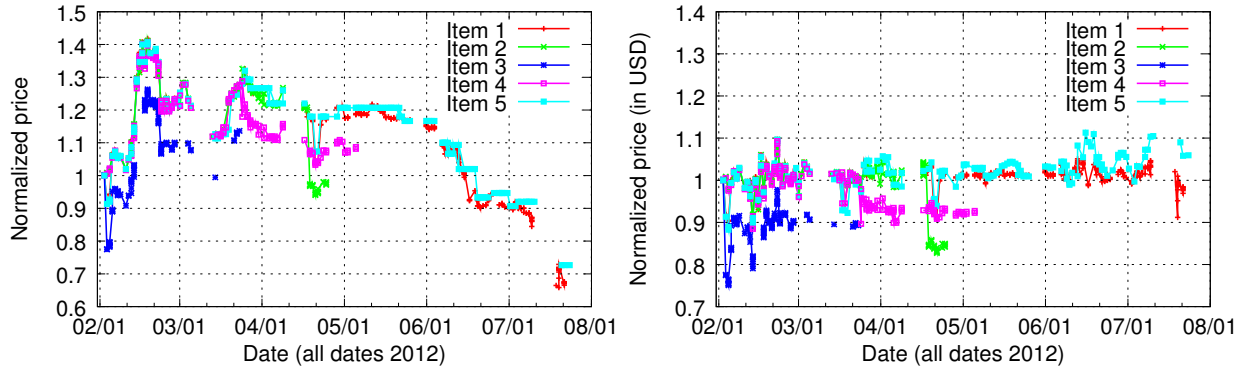 1.5
1.4
1.3
1.2
1.1
1
0.9
0.8
0.7
0.6
Normalized price
Item 1
Item 2
Item 3
Item 4
Item 5
02/01 03/01 04/01 05/01 06/01 07/01 08/01
Date (all dates 2012)
1.4
1.3
1.2
1.1
1
0.9
0.8
0.7
Normalized price (in USD)
Item 1
Item 2
Item 3
Item 4
Item 5
02/01 03/01 04/01 05/01 06/01 07/01 08/01
Date (all dates 2012)